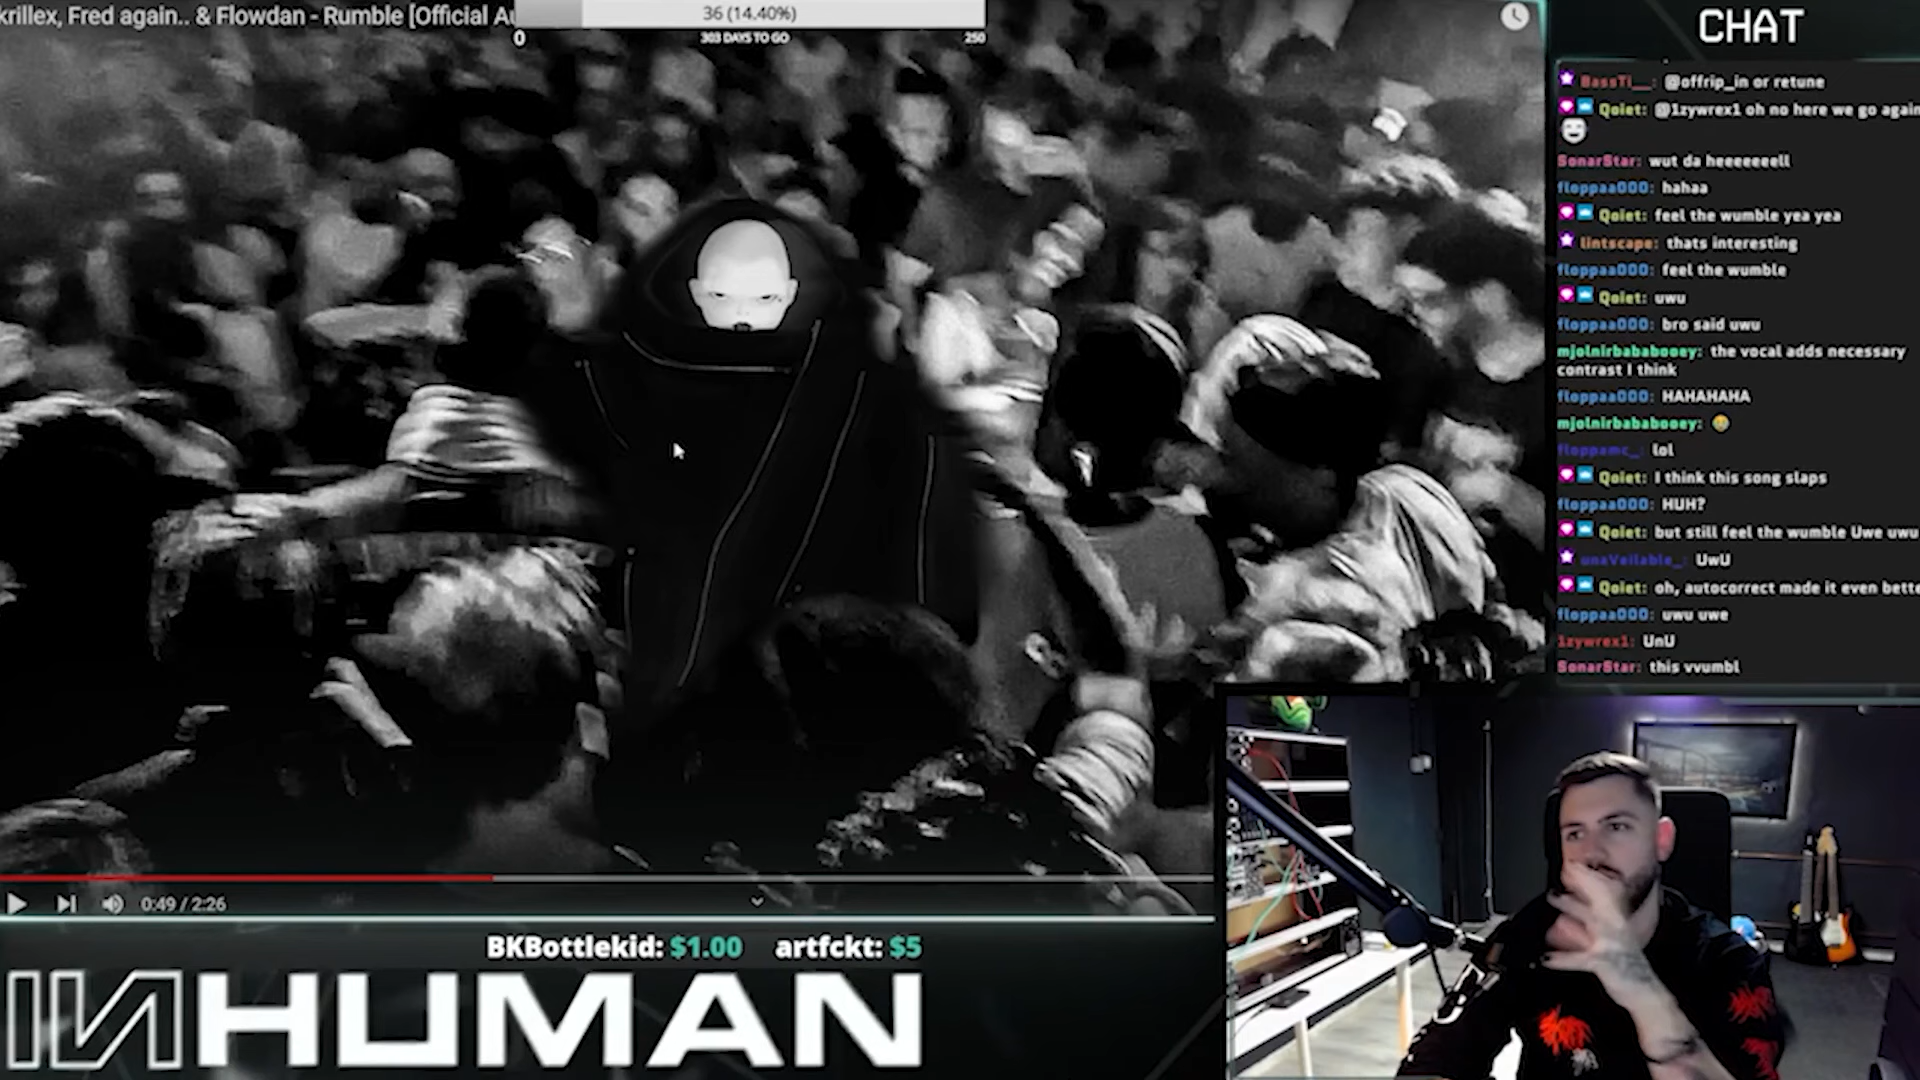 krillex, Fred again.. & Flowdan - Rumble [Official Au
36 (14.40%)
0
303 DAYS TO GO
250
CHAT
BassTi__: @offrip_in or retune
Qoiet: @1zywrex1 oh no here we go again
SonarStar: wut da heeeeeeell
floppaa000: hahaa
Qoiet: feel the wumble yea yea
lintscape: thats interesting
floppaa000: feel the wumble
Qoiet: uwu
floppaa000: bro said uwu
mjolnirbababooey: the vocal adds necessary
contrast I think
floppaa000: HAHAHAHA
mjolnirbababooey:
floppamc_: lol
Qoiet: I think this song slaps
floppaa000: HUH?
Qoiet: but still feel the wumble Uwe uwu
unaVeilable_: UwU
Qoiet: oh, autocorrect made it even bette
floppaa000: uwu uwe
1zywrex1: UnU
SonarStar: this vvumbl
0:49 / 2:26
BKBottlekid: $1.00 artfckt: $5
INHUMAN